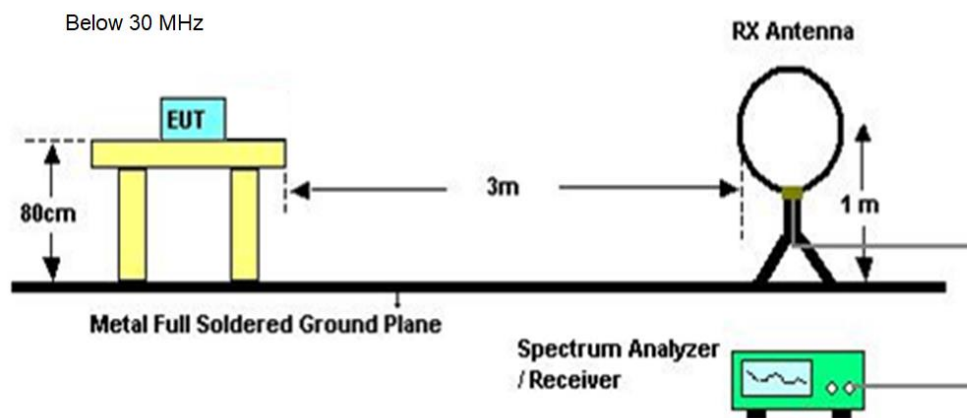 Below 30 MHz
RX Antenna
EUT
80cm
3m
1 m
Metal Full Soldered Ground Plane
Spectrum Analyzer
/ Receiver